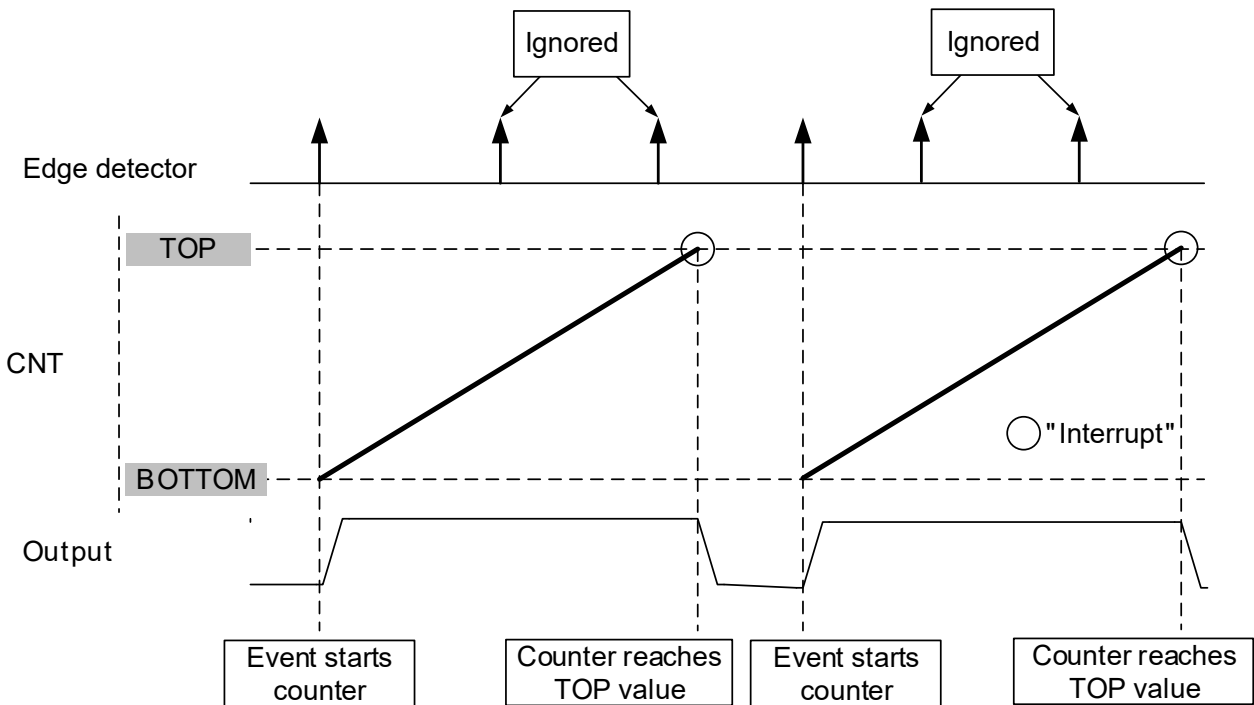 Ignored
Ignored
Edge detector
TOP
CNT
"Interrupt"
BOTTOM
Output
Event starts
counter
Counter reaches
TOP value
Event starts
counter
Counter reaches
TOP value